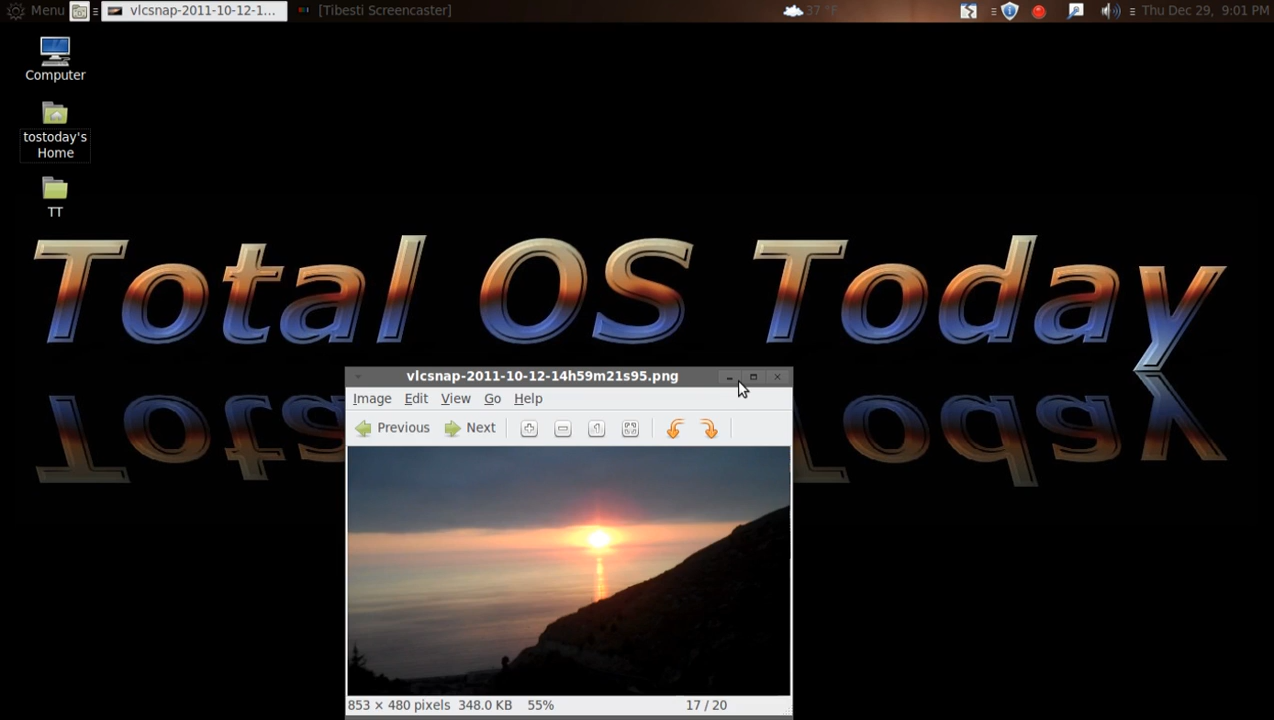 Menu
vlcsnap-2011-10-12-1...
[Tibesti Screencaster]
37 °F
Thu Dec 29, 9:01 PM
Computer
tostoday's
Home
TT
Total OS Today
vlcsnap-2011-10-12-14h59m21s95.png
Image Edit View Go Help
Previous Next
853 × 480 pixels 348.0 KB 55% 17 / 20